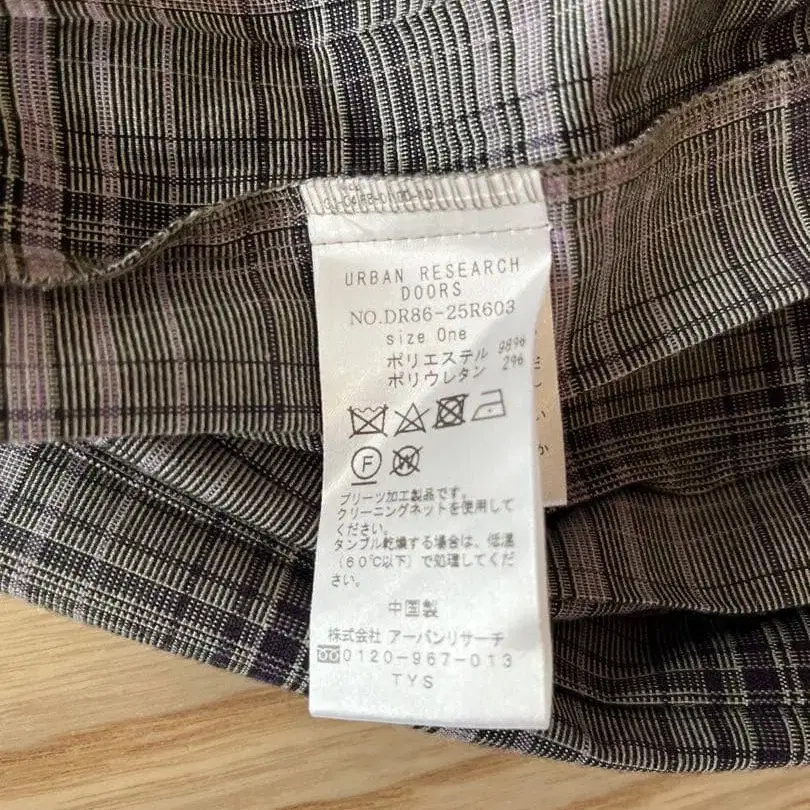 URBAN RESEARCH
DOORS
NO.DR86-25R603
size One
ポリエステル 98%
ポリウレタン 2%
F
W
プリーツ加工製品です。
クリーニングネットを使用して
ください。
タンブル乾燥する場合は、低温
(60℃以下)で処理してくだ
さい。
中国製
株式会社 アーバンリサーチ
0120-967-013
TYS